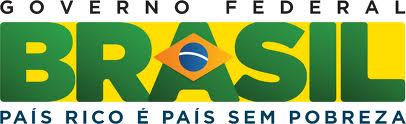 GOVERNO FEDERAL
BRASIL
PAÍS RICO É PAÍS SEM POBREZA